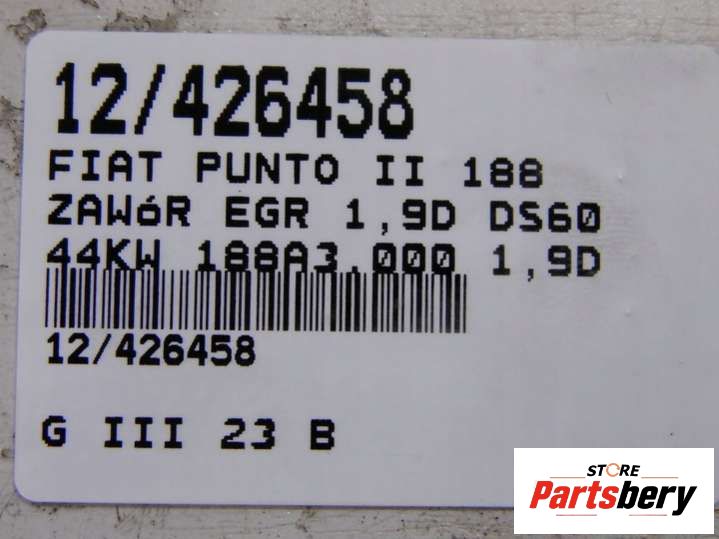 12/426458
FIAT PUNTO II 188
ZAWóR EGR 1,9D DS60
44KW 188A3.000 1,9D
12/426458
G III 23 B
STORE
Partsbery